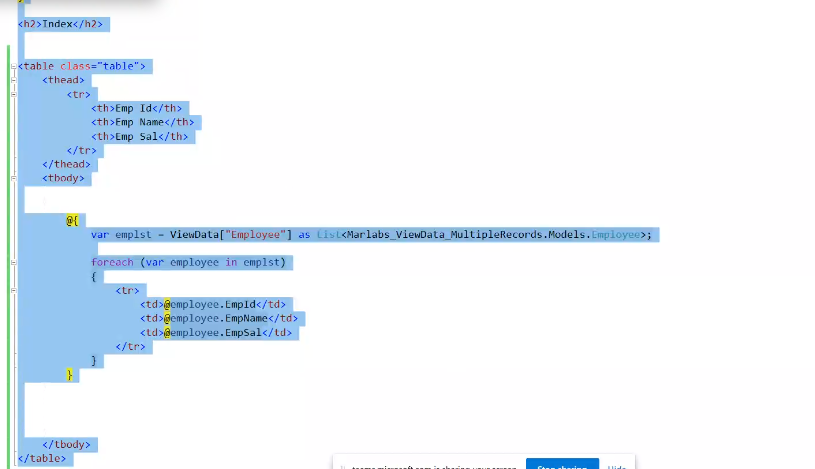 <h2>Index</h2>
<table class="table">
<thead>
<tr>
<th>Emp Id</th>
<th>Emp Name</th>
<th>Emp Sal</th>
</tr>
</thead>
<tbody>
@{
var emplst = ViewData["Employee"] as List<Marlabs_ViewData_MultipleRecords.Models.Employee>;
foreach (var employee in emplst)
{
<tr>
<td>@employee.EmpId</td>
<td>@employee.EmpName</td>
<td>@employee.EmpSal</td>
</tr>
}
}
</tbody>
</table>
teams.microsoft.com is sharing your screen. Stop sharing Hide